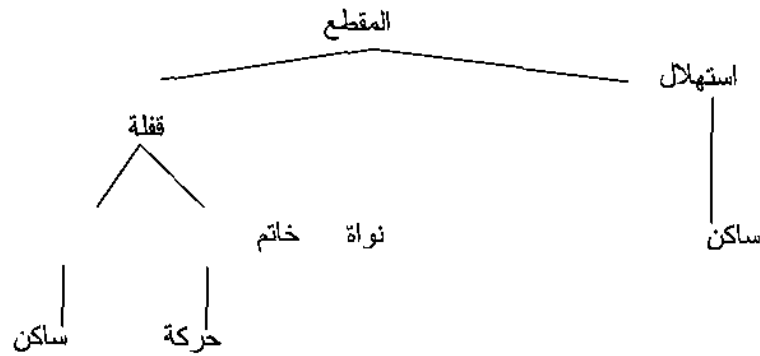 المقطع
استهلال
قفلة
نواة خاتم
ساكن
حركة ساكن